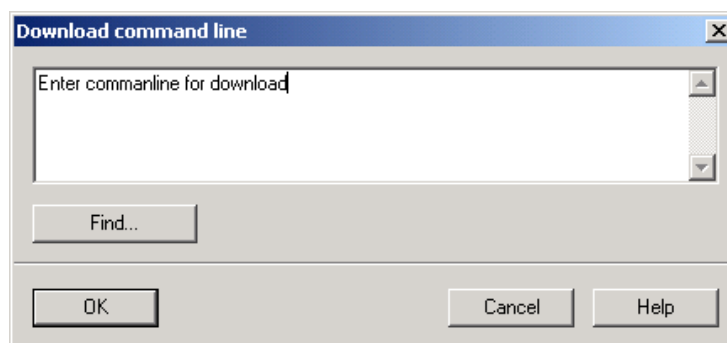 Download command line
Enter commanline for download
Find...
OK Cancel Help